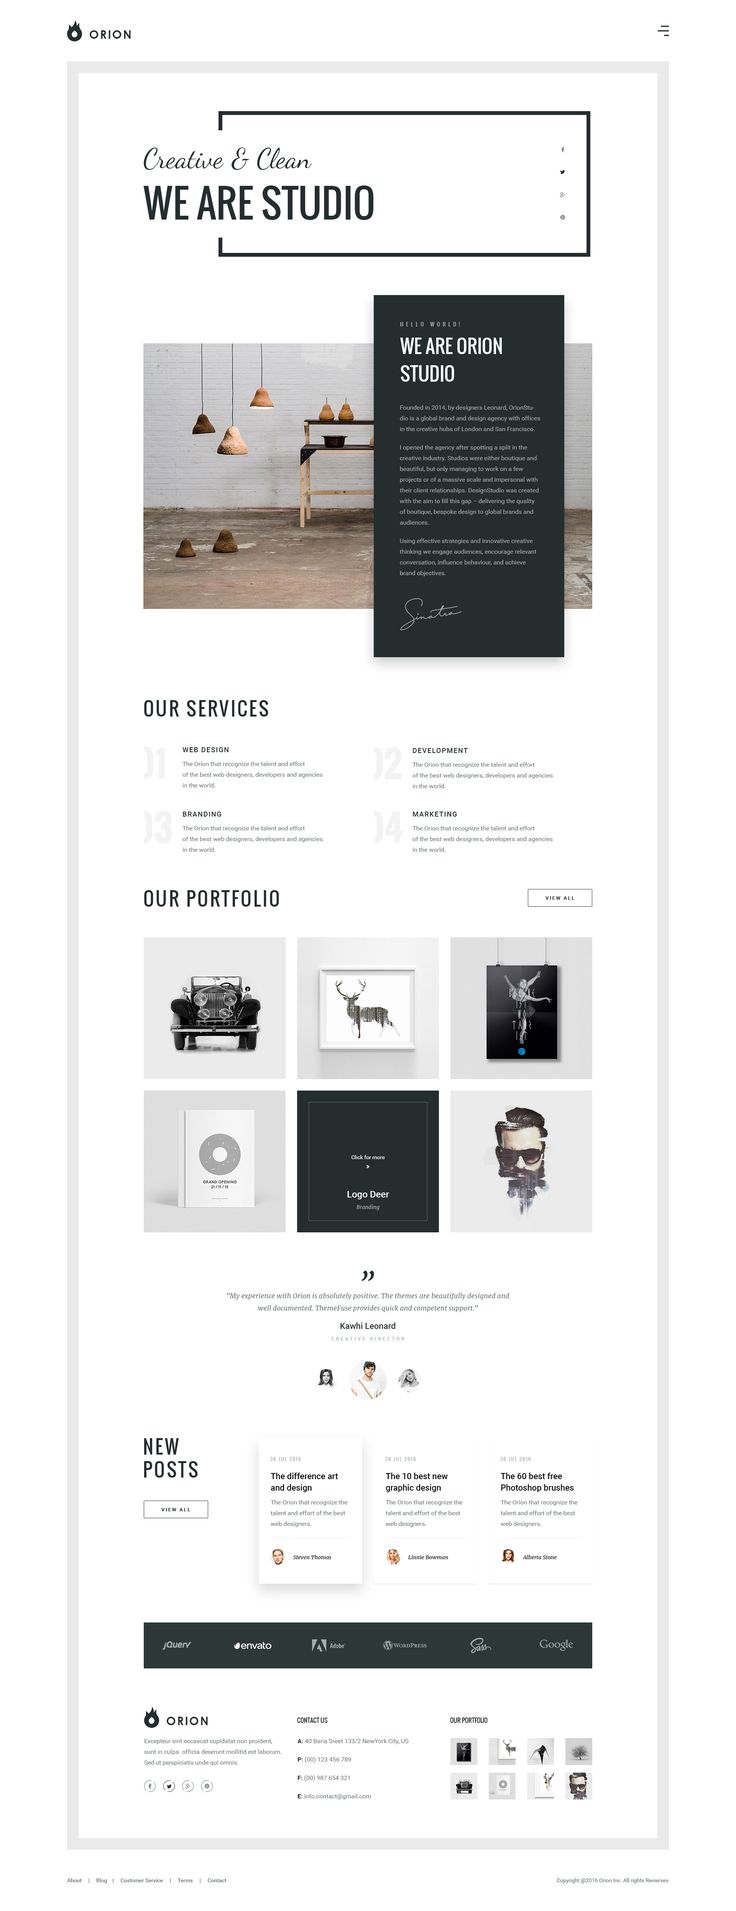 ORION
Creative & Clean
WE ARE STUDIO
HELLO WORLD!
WE ARE ORION
STUDIO
Founded in 2014, by designers Leonard, OrionStu-
dio is a global brand and design agency with offices
in the creative hubs of London and San Francisco.
I opened the agency after spotting a split in the
creative industry. Studios were either boutique and
beautiful, but only managing to work on a few
projects or of a massive scale and impersonal with
their client relationships. DesignStudio was created
with the aim to fill this gap – delivering the quality
of boutique, bespoke design to global brands and
audiences.
Using effective strategies and innovative creative
thinking we engage audiences, encourage relevant
conversation, influence behaviour, and achieve
brand objectives.
Sinatra
OUR SERVICES
01
WEB DESIGN
The Orion that recognize the talent and effort
of the best web designers, developers and agencies
in the world.
02
DEVELOPMENT
The Orion that recognize the talent and effort
of the best web designers, developers and agencies
in the world.
03
BRANDING
The Orion that recognize the talent and effort
of the best web designers, developers and agencies
in the world.
04
MARKETING
The Orion that recognize the talent and effort
of the best web designers, developers and agencies
in the world.
OUR PORTFOLIO
VIEW ALL
GRAND OPENING
21 / 11 / 15
Click for more
»
Logo Deer
Branding
"My experience with Orion is absolutely positive. The themes are beautifully designed and
well documented. ThemeFuse provides quick and competent support."
Kawhi Leonard
CREATIVE DIRECTOR
NEW
POSTS
VIEW ALL
30 JUL 2016
The difference art
and design
The Orion that recognize the
talent and effort of the best
web designers.
Steven Thomas
26 JUL 2016
The 10 best new
graphic design
The Orion that recognize the
talent and effort of the best
web designers.
Linnie Bowman
20 JUL 2016
The 60 best free
Photoshop brushes
The Orion that recognize the
talent and effort of the best
web designers.
Alberta Stone
jQuery
envato
Adobe
WORDPRESS
Sass
Google
ORION
Excepteur sint occaecat cupidatat non proident,
sunt in culpa officia deserunt mollitid est laborum.
Sed ut perspiciatis unde qui omnis.
CONTACT US
A: 40 Baria Sreet 133/2 NewYork City, US
P: (00) 123 456 789
F: (00) 987 654 321
E: info.contact@gmail.com
OUR PORTFOLIO
About | Blog | Customer Service | Terms | Contact
Copyright @2016 Orion Inc. All rights Reverwes